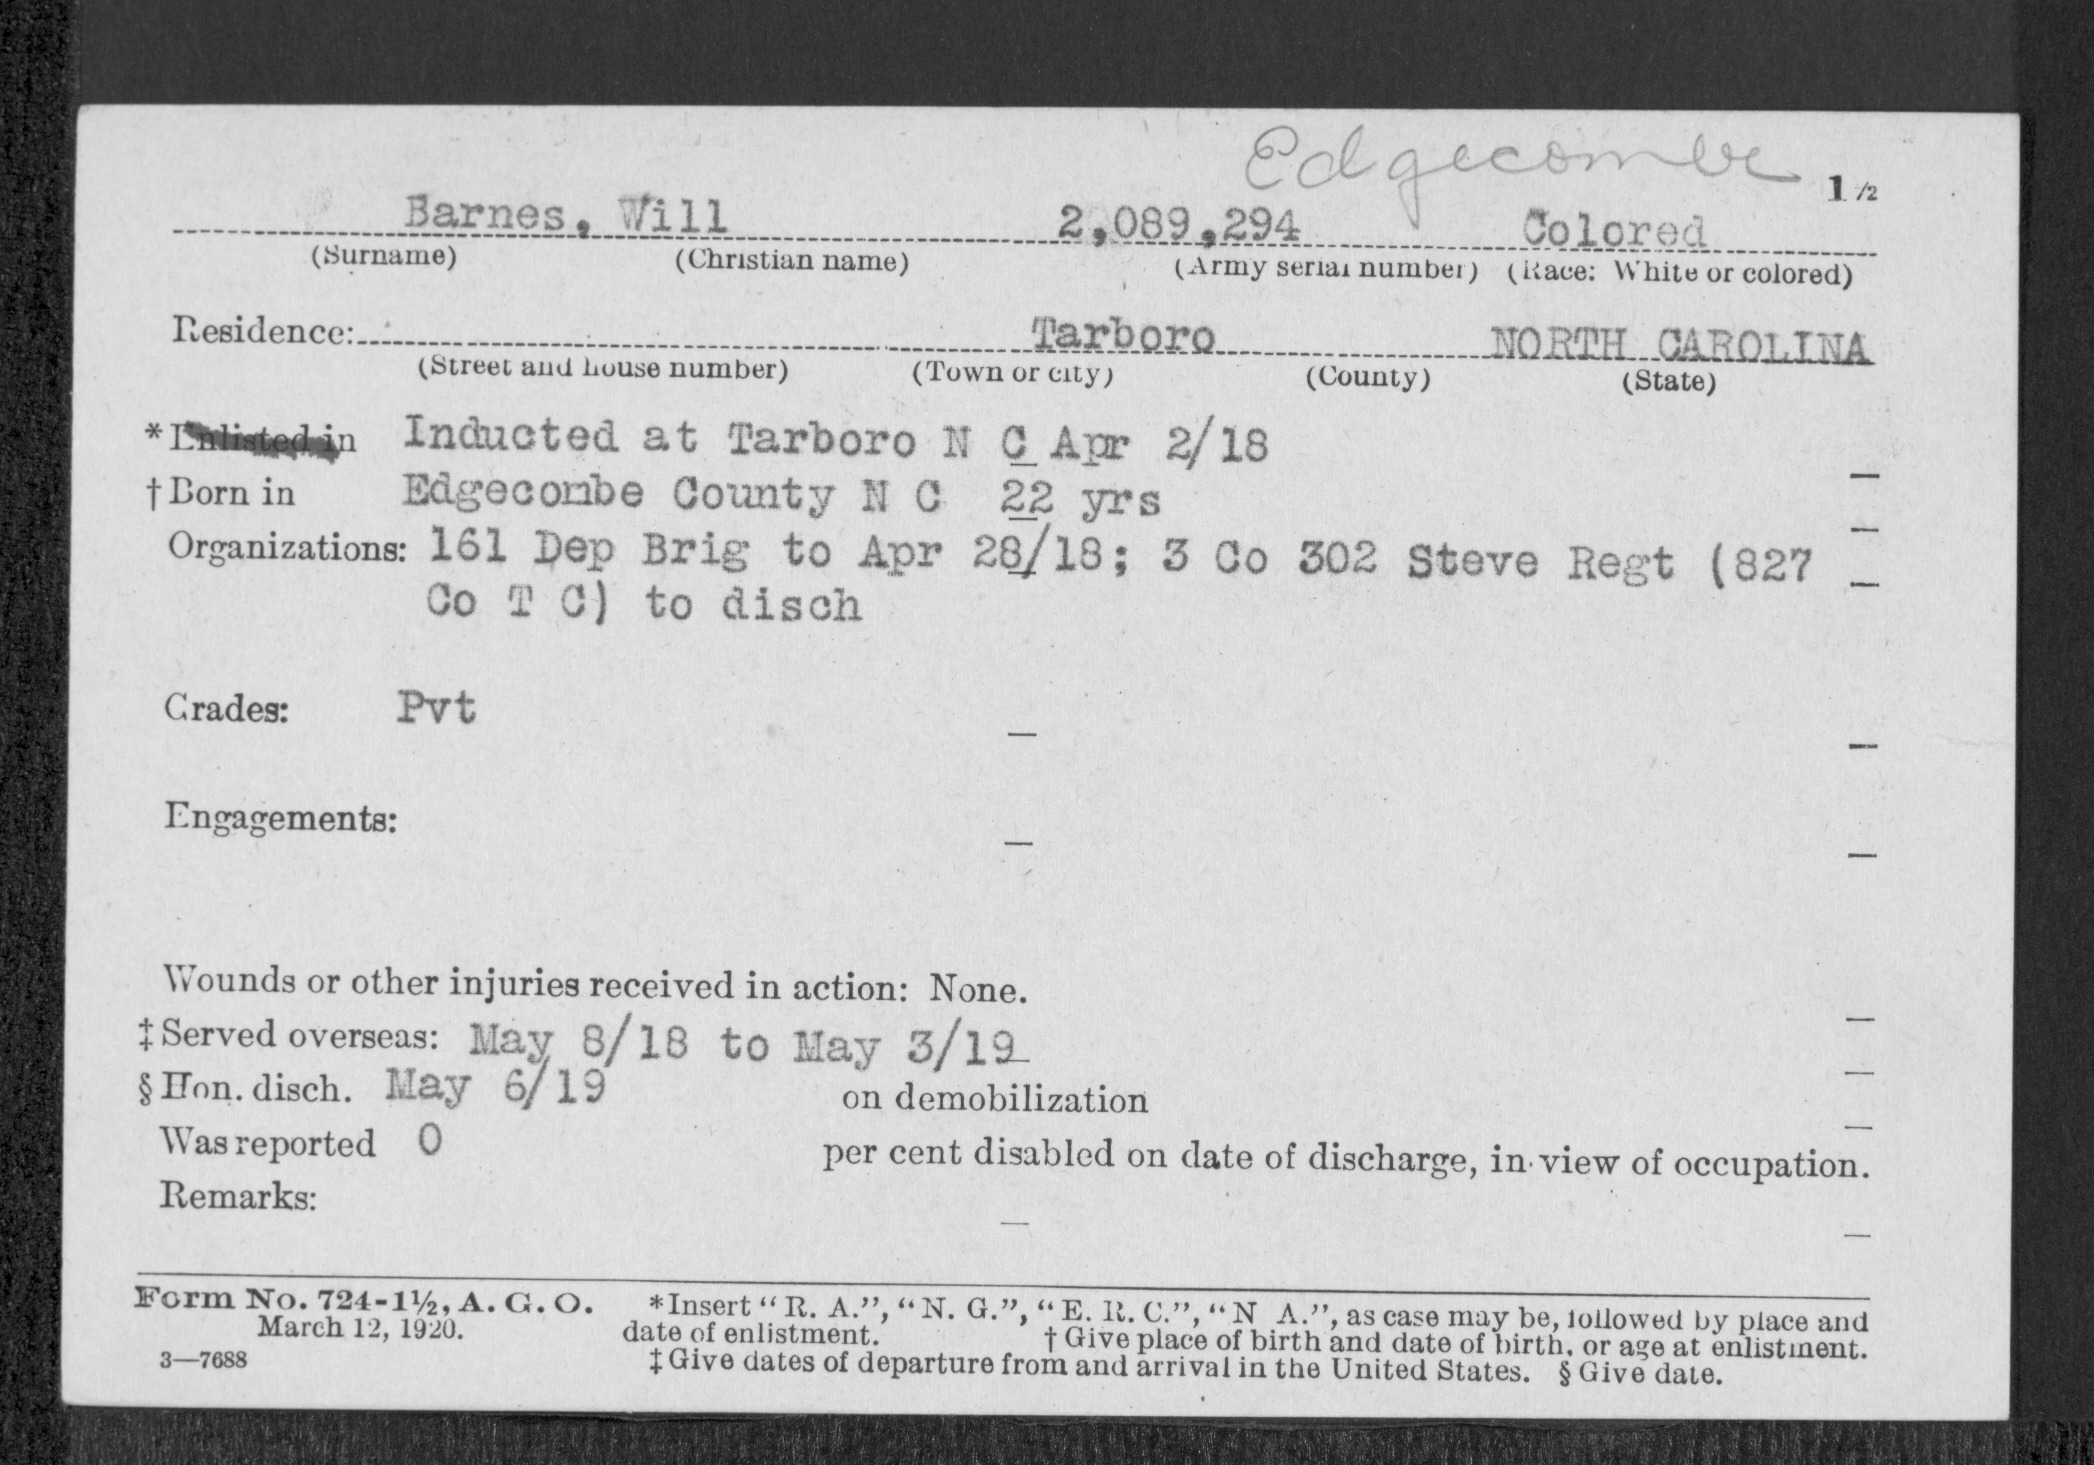 Edgecombe
1 1/2
Barnes, Will 2,089,294 Colored
(Surname) (Christian name) (Army serial number) (Race: White or colored)
Residence: Tarboro NORTH CAROLINA
(Street and house number) (Town or city) (County) (State)
* Enlisted in Inducted at Tarboro N C Apr 2/18
† Born in Edgecombe County N C 22 yrs
Organizations: 161 Dep Brig to Apr 28/18; 3 Co 302 Steve Regt (827
Co T C) to disch
Grades: Pvt
Engagements:
Wounds or other injuries received in action: None.
‡ Served overseas: May 8/18 to May 3/19
§ Hon. disch. May 6/19 on demobilization
Was reported 0 per cent disabled on date of discharge, in view of occupation.
Remarks:
Form No. 724-1½, A. G. O. *Insert "R. A.", "N. G.", "E. R. C.", "N A.", as case may be, followed by place and
March 12, 1920. date of enlistment. † Give place of birth and date of birth, or age at enlistment.
3—7688 ‡ Give dates of departure from and arrival in the United States. § Give date.